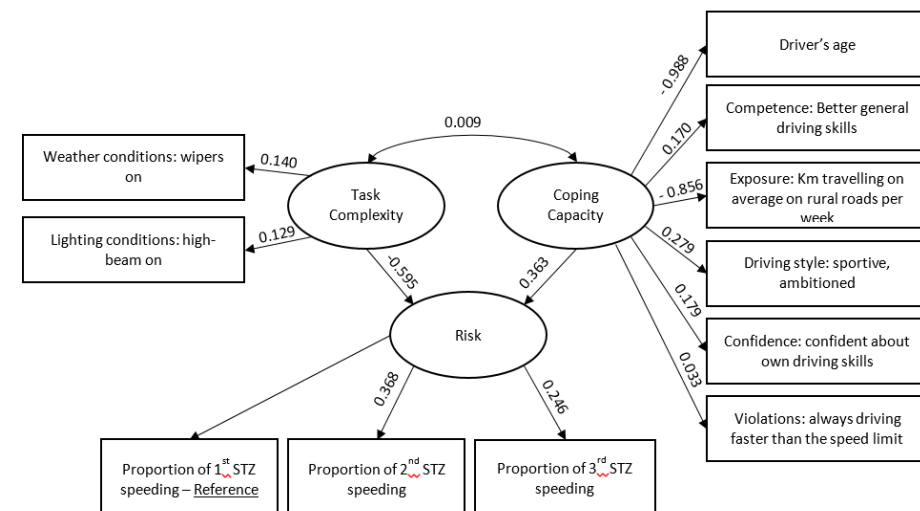 Driver's age
- 0.988
Competence: Better general
driving skills
0.170
0.009
Weather conditions: wipers
on
0.140
Task
Complexity
Coping
Capacity
- 0.856
Exposure: Km travelling on
average on rural roads per
week
Lighting conditions: high-
beam on
0.129
0.279
Driving style: sportive,
ambitioned
-0.595
0.363
0.179
Risk
Confidence: confident about
own driving skills
0.033
0.368
0.246
Violations: always driving
faster than the speed limit
Proportion of 1st STZ
speeding – Reference
Proportion of 2nd STZ
speeding
Proportion of 3rd STZ
speeding